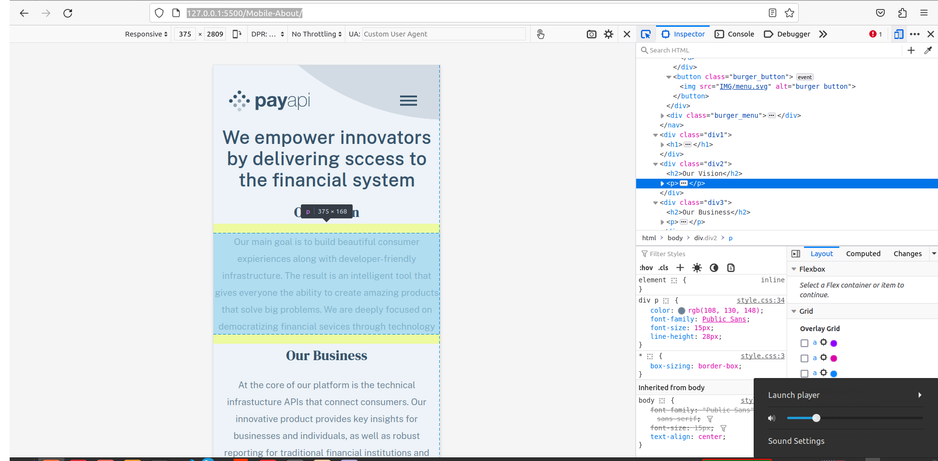 127.0.0.1:5500/Mobile-About/
Responsive 375 × 2809 DPR: ... No Throttling UA: Custom User Agent
Inspector Console Debugger 1
Search HTML
payapi
We empower innovators
by delivering sccess to
the financial system
p 375 × 168
Our main goal is to build beautiful consumer
experiences along with developer-friendly
infrastructure. The result is an intelligent tool that
gives everyone the ability to create amazing products
that solve big problems. We are deeply focused on
democratizing financial sevices through technology
Our Business
At the core of our platform is the technical
infrastucture APIs that connect consumers. Our
innovative product provides key insights for
businesses and individuals, as well as robust
reporting for traditional financial institutions and
</div>
<button class="burger_button"> event
<img src="IMG/menu.svg" alt="burger button">
</button>
</div>
<div class="burger_menu"> </div>
</nav>
<div class="div1">
<h1> </h1>
</div>
<div class="div2">
<h2>Our Vision</h2>
<p> </p>
</div>
<div class="div3">
<h2>Our Business</h2>
<p> </p>
html > body > div.div2 > p
Filter Styles
:hov .cls
element { inline
}
div p { style.css:34
color: rgb(108, 130, 148);
font-family: Public Sans;
font-size: 15px;
line-height: 28px;
}
* { style.css:3
box-sizing: border-box;
}
Inherited from body
body {
font-family: "Public Sans"
sans-serif;
font-size: 15px;
text-align: center;
}
Layout Computed Changes
Flexbox
Select a Flex container or item to
continue.
Grid
Overlay Grid
a
a
a
Launch player
Sound Settings